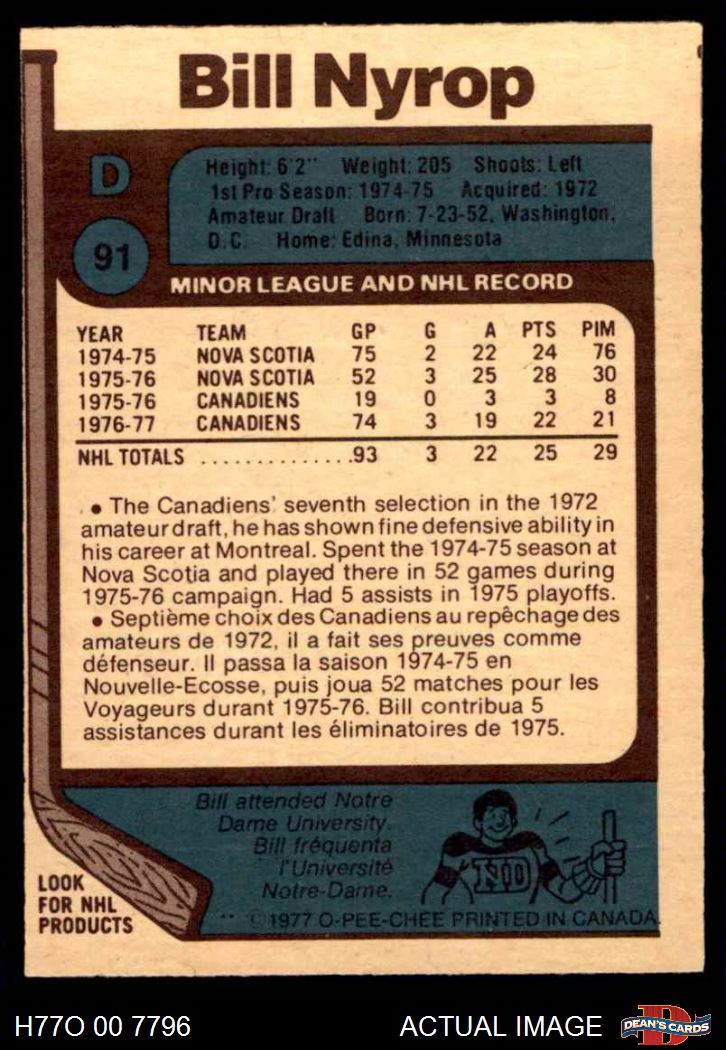 Bill Nyrop
D
91
Height: 6'2" Weight: 205 Shoots: Left
1st Pro Season: 1974-75 Acquired: 1972
Amateur Draft Born: 7-23-52, Washington,
D.C. Home: Edina, Minnesota
MINOR LEAGUE AND NHL RECORD
YEAR TEAM GP G A PTS PIM
1974-75 NOVA SCOTIA 75 2 22 24 76
1975-76 NOVA SCOTIA 52 3 25 28 30
1975-76 CANADIENS 19 0 3 3 8
1976-77 CANADIENS 74 3 19 22 21
NHL TOTALS ..............93 3 22 25 29
• The Canadiens' seventh selection in the 1972
amateur draft, he has shown fine defensive ability in
his career at Montreal. Spent the 1974-75 season at
Nova Scotia and played there in 52 games during
1975-76 campaign. Had 5 assists in 1975 playoffs.
• Septième choix des Canadiens au repêchage des
amateurs de 1972, il a fait ses preuves comme
défenseur. Il passa la saison 1974-75 en
Nouvelle-Ecosse, puis joua 52 matches pour les
Voyageurs durant 1975-76. Bill contribua 5
assistances durant les éliminatoires de 1975.
Bill attended Notre
Dame University.
Bill fréquenta
l'Université
Notre-Dame.
ND
LOOK
FOR NHL
PRODUCTS
© 1977 O-PEE-CHEE PRINTED IN CANADA.
H77O 00 7796
ACTUAL IMAGE
D
DEAN'S CARDS